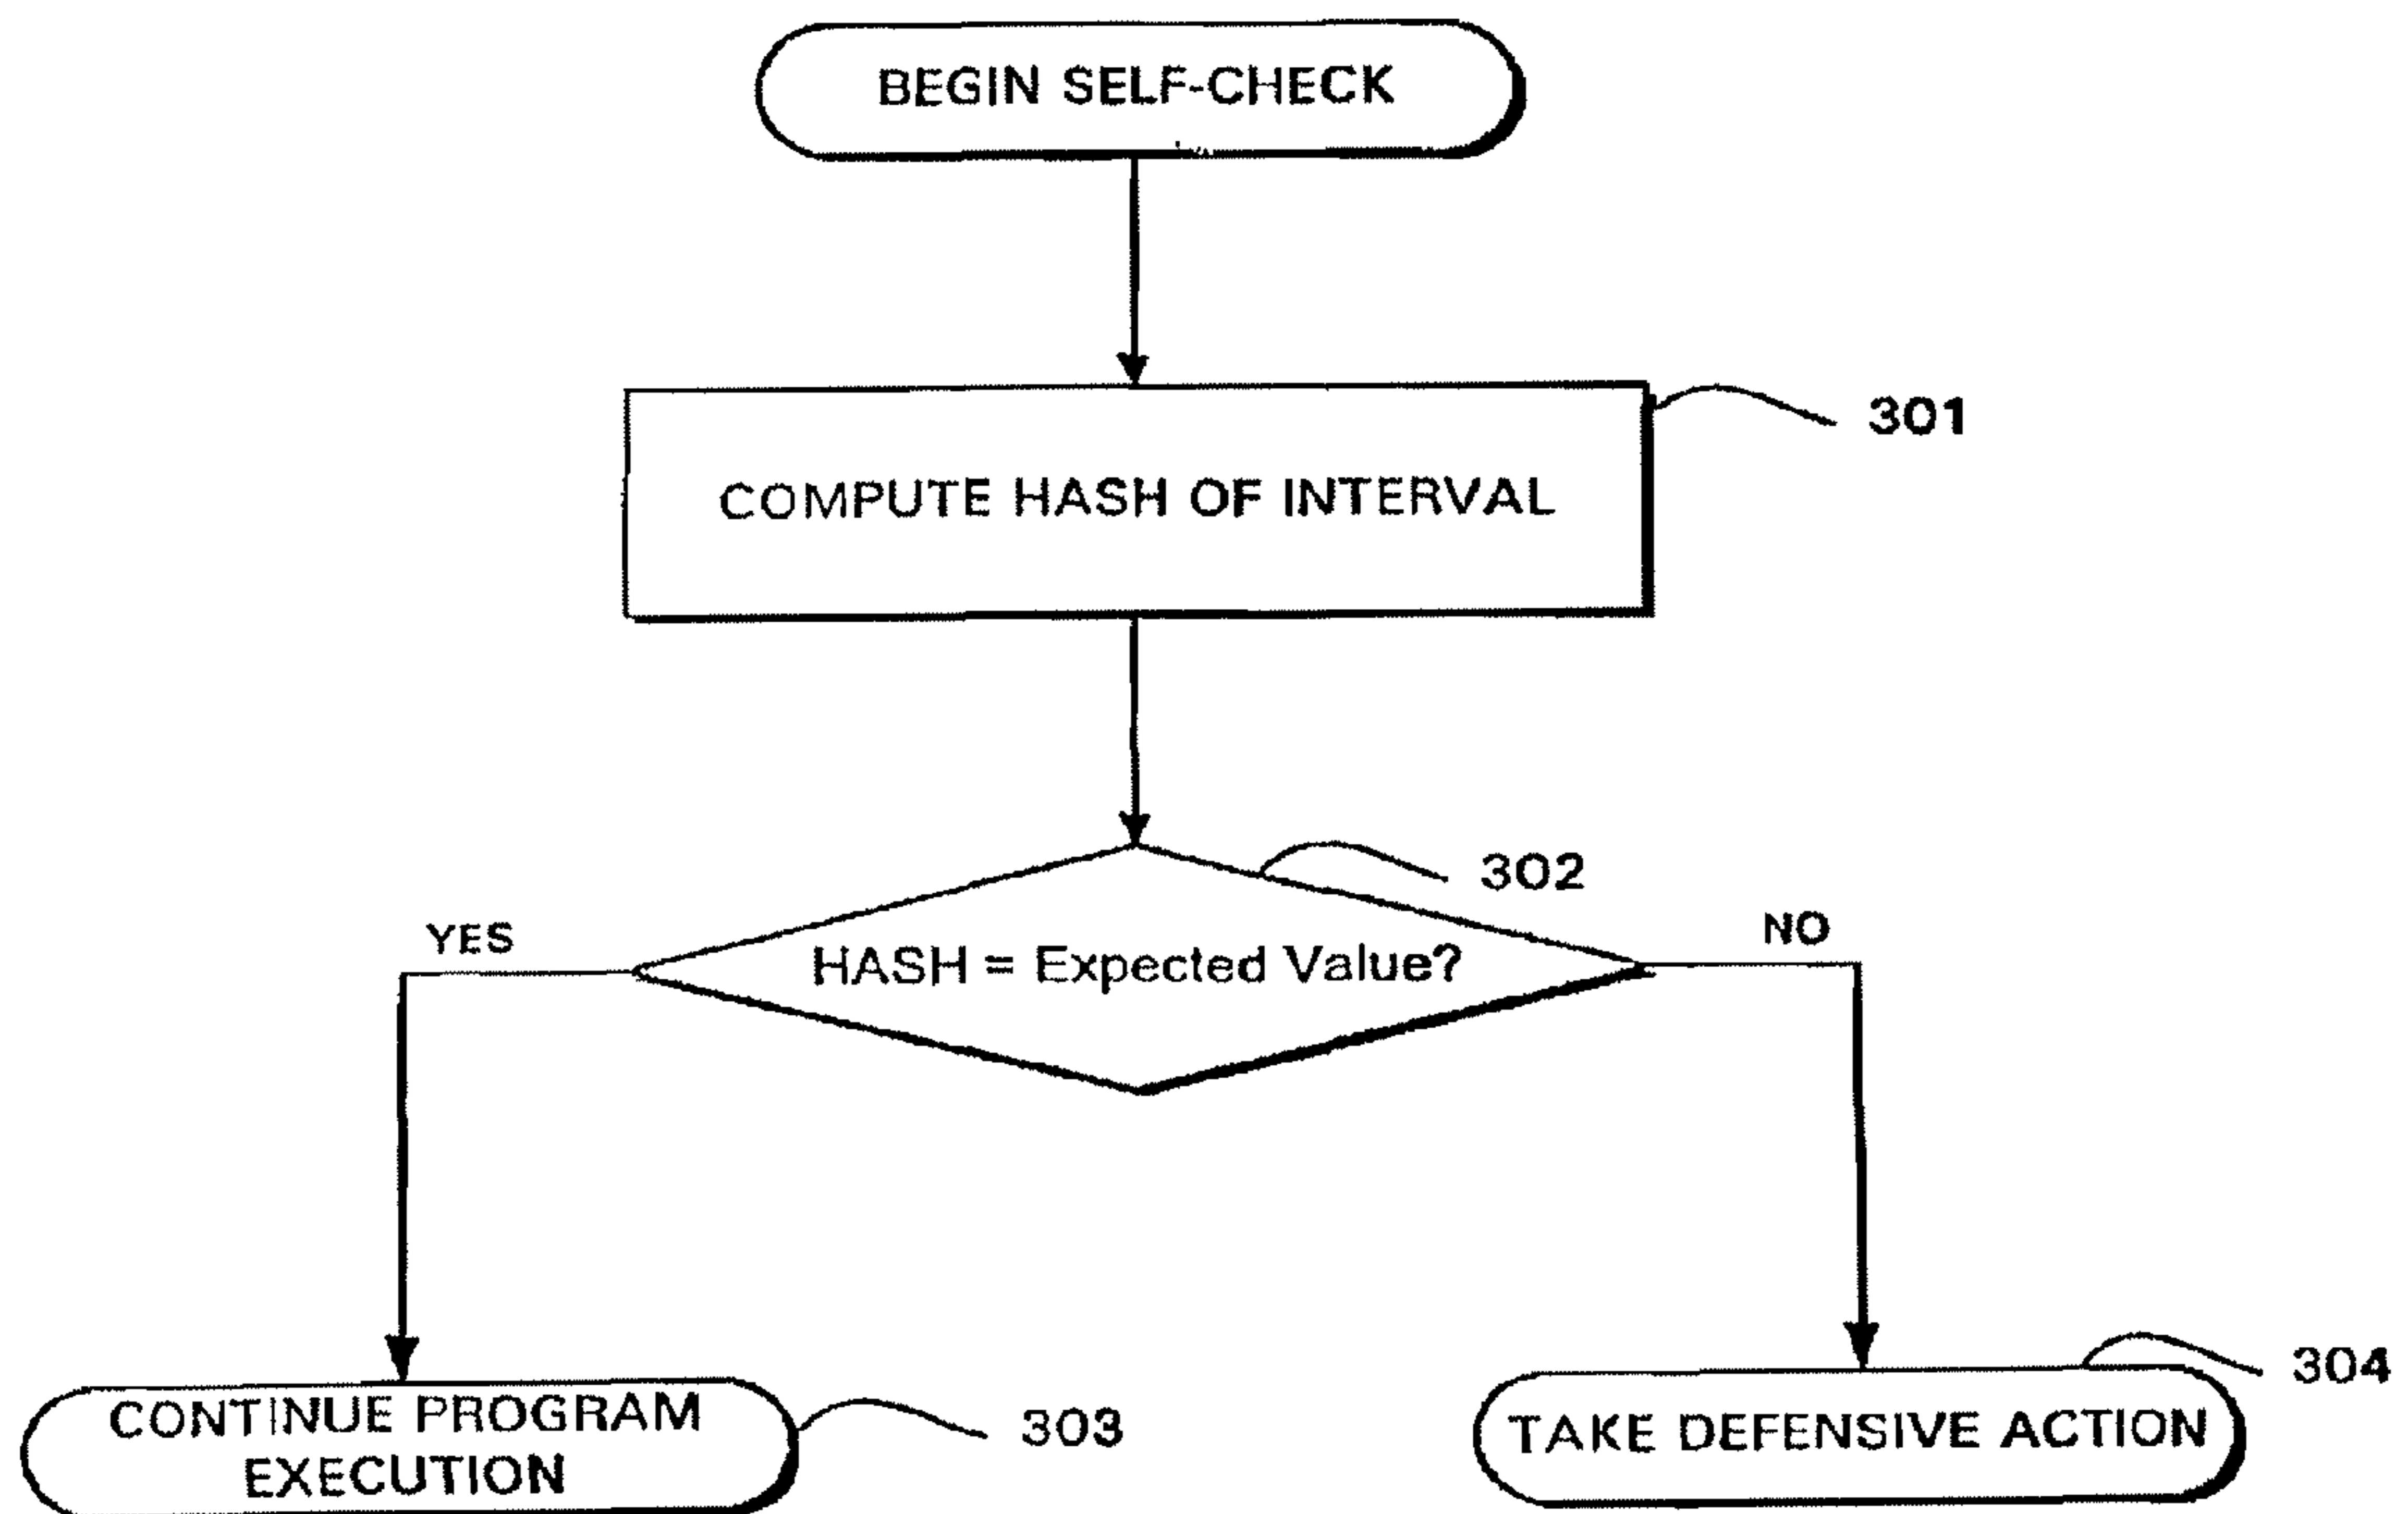 BEGIN SELF-CHECK
COMPUTE HASH OF INTERVAL
301
302
HASH = Expected Value?
YES
NO
CONTINUE PROGRAM
EXECUTION
303
TAKE DEFENSIVE ACTION
304